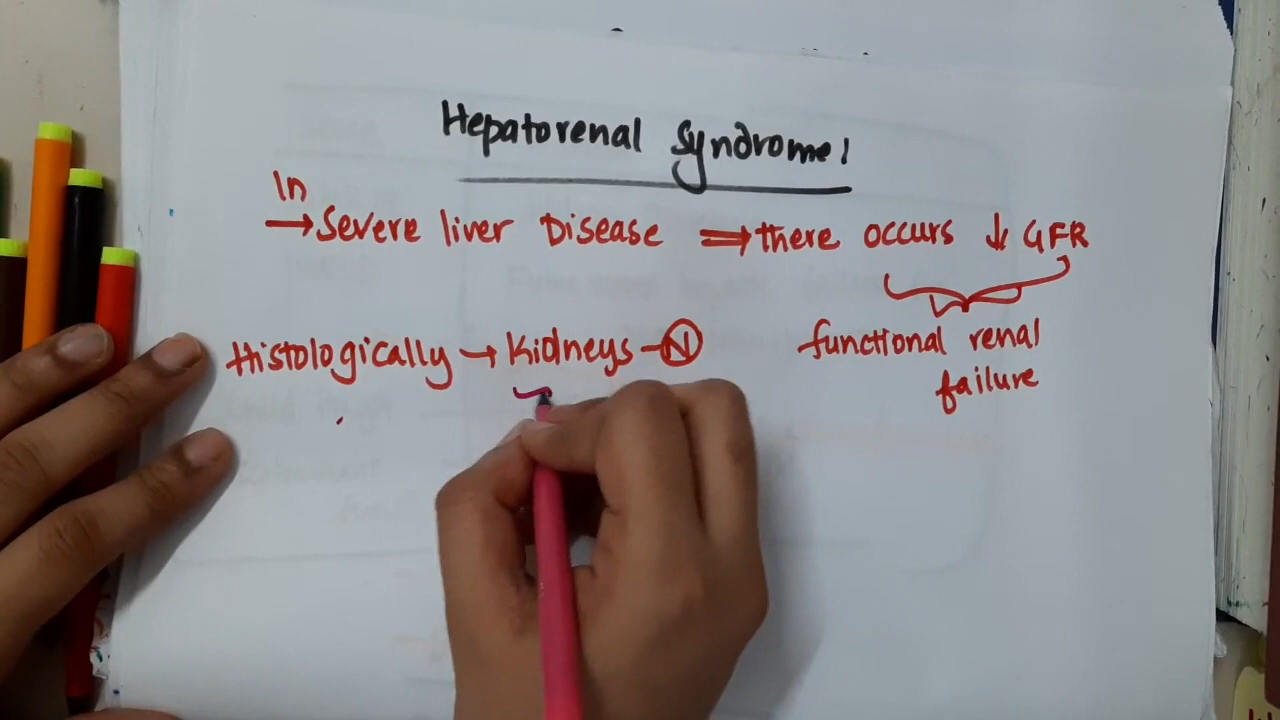 Hepatorenal Syndrome!
In
→ Severe liver Disease ⇒ there occurs ↓ GFR
Histologically → Kidneys - N
functional renal
failure